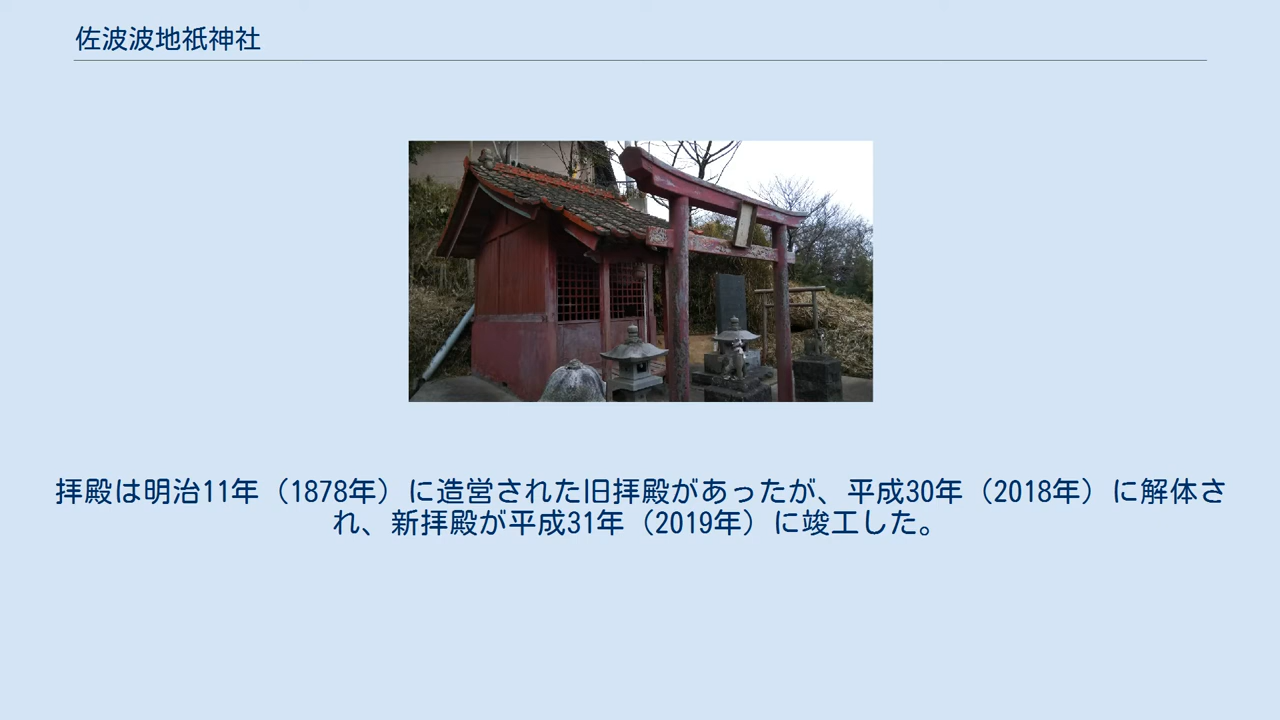 佐波波地祇神社
拝殿は明治11年（1878年）に造営された旧拝殿があったが、平成30年（2018年）に解体さ
れ、新拝殿が平成31年（2019年）に竣工した。